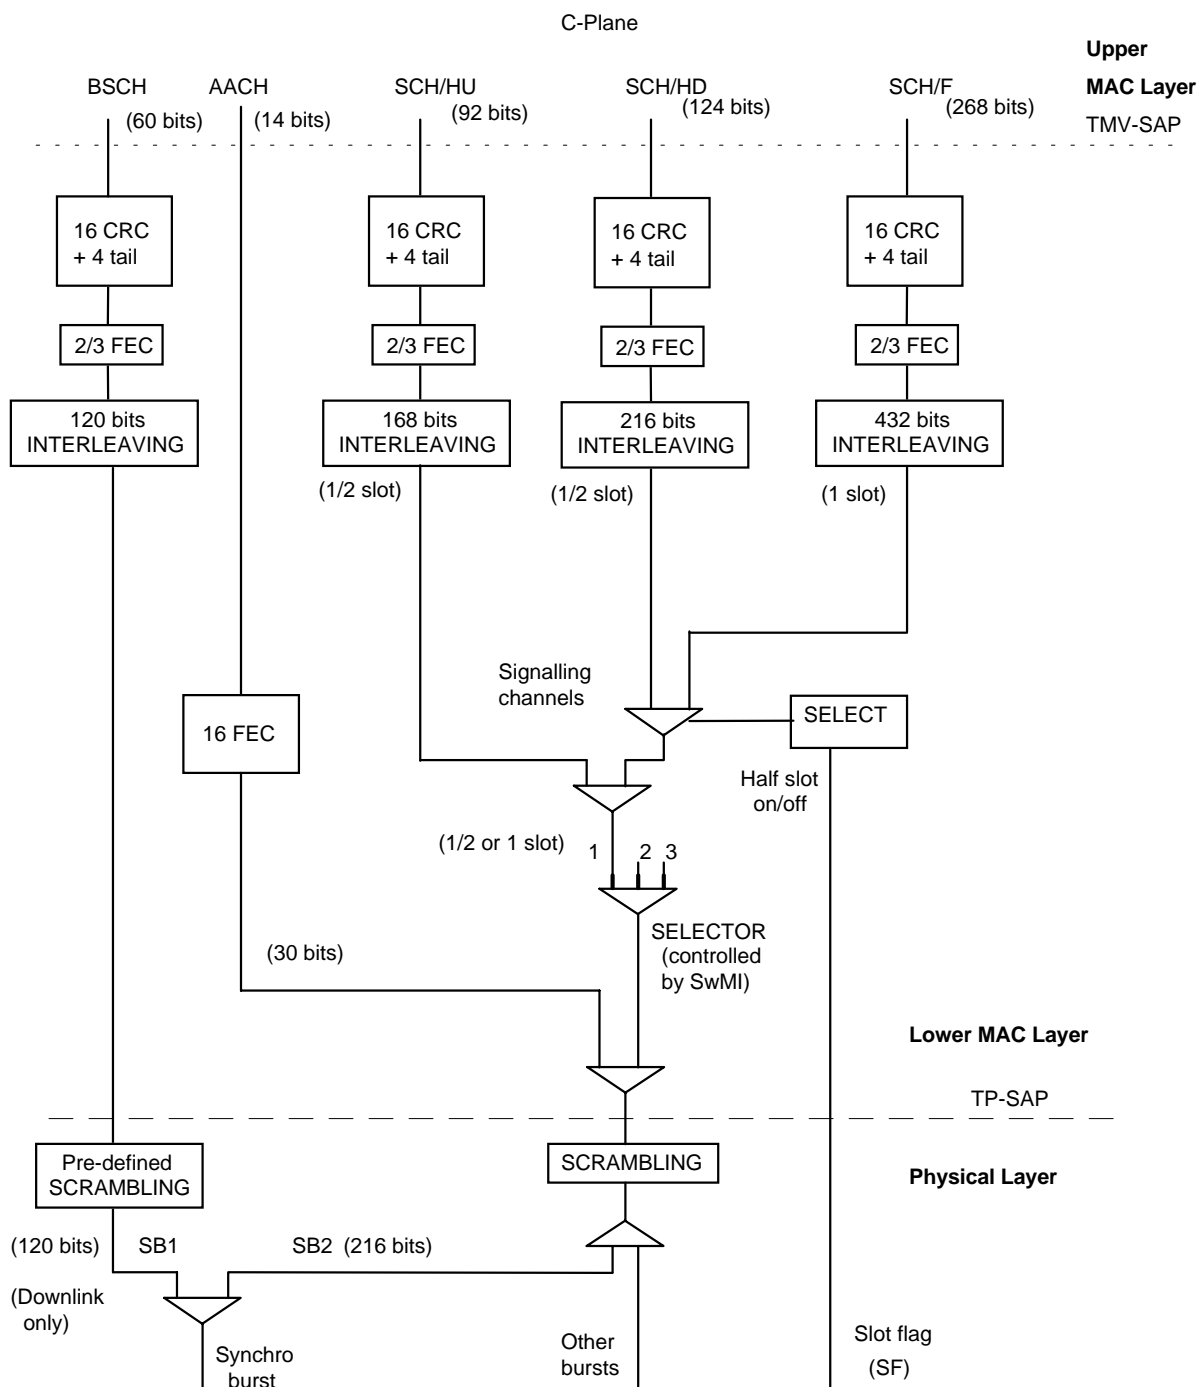 C-Plane
Upper
BSCH
AACH
SCH/HU
SCH/HD
SCH/F
MAC Layer
(60 bits)
(14 bits)
(92 bits)
(124 bits)
(268 bits)
TMV-SAP
16 CRC
+ 4 tail
16 CRC
+ 4 tail
16 CRC
+ 4 tail
16 CRC
+ 4 tail
2/3 FEC
2/3 FEC
2/3 FEC
2/3 FEC
120 bits
INTERLEAVING
168 bits
INTERLEAVING
216 bits
INTERLEAVING
432 bits
INTERLEAVING
(1/2 slot)
(1/2 slot)
(1 slot)
Signalling
channels
16 FEC
SELECT
Half slot
on/off
(1/2 or 1 slot)
1
2
3
SELECTOR
(controlled
by SwMI)
(30 bits)
Lower MAC Layer
TP-SAP
Pre-defined
SCRAMBLING
SCRAMBLING
Physical Layer
(120 bits)
SB1
SB2 (216 bits)
(Downlink
only)
Synchro
burst
Other
bursts
Slot flag
(SF)